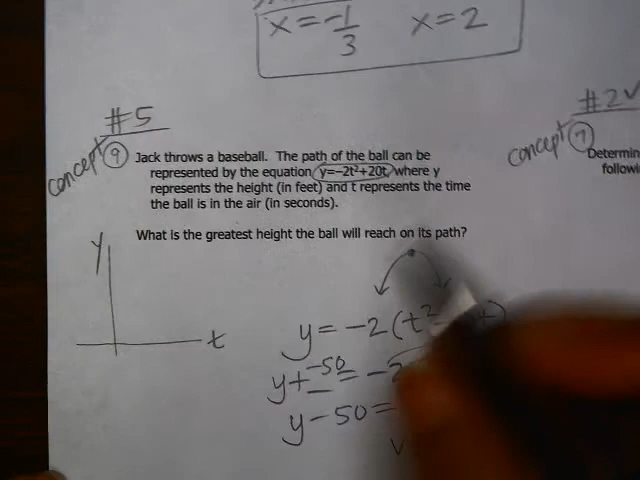 x=-1/3 x=2
#5
#2
concept 9
concept 7
Jack throws a baseball. The path of the ball can be
represented by the equation y=-2t²+20t, where y
represents the height (in feet) and t represents the time
the ball is in the air (in seconds).
Determin
followi
What is the greatest height the ball will reach on its path?
y
t
y = -2(t²
y + -50 = -2
y - 50 =